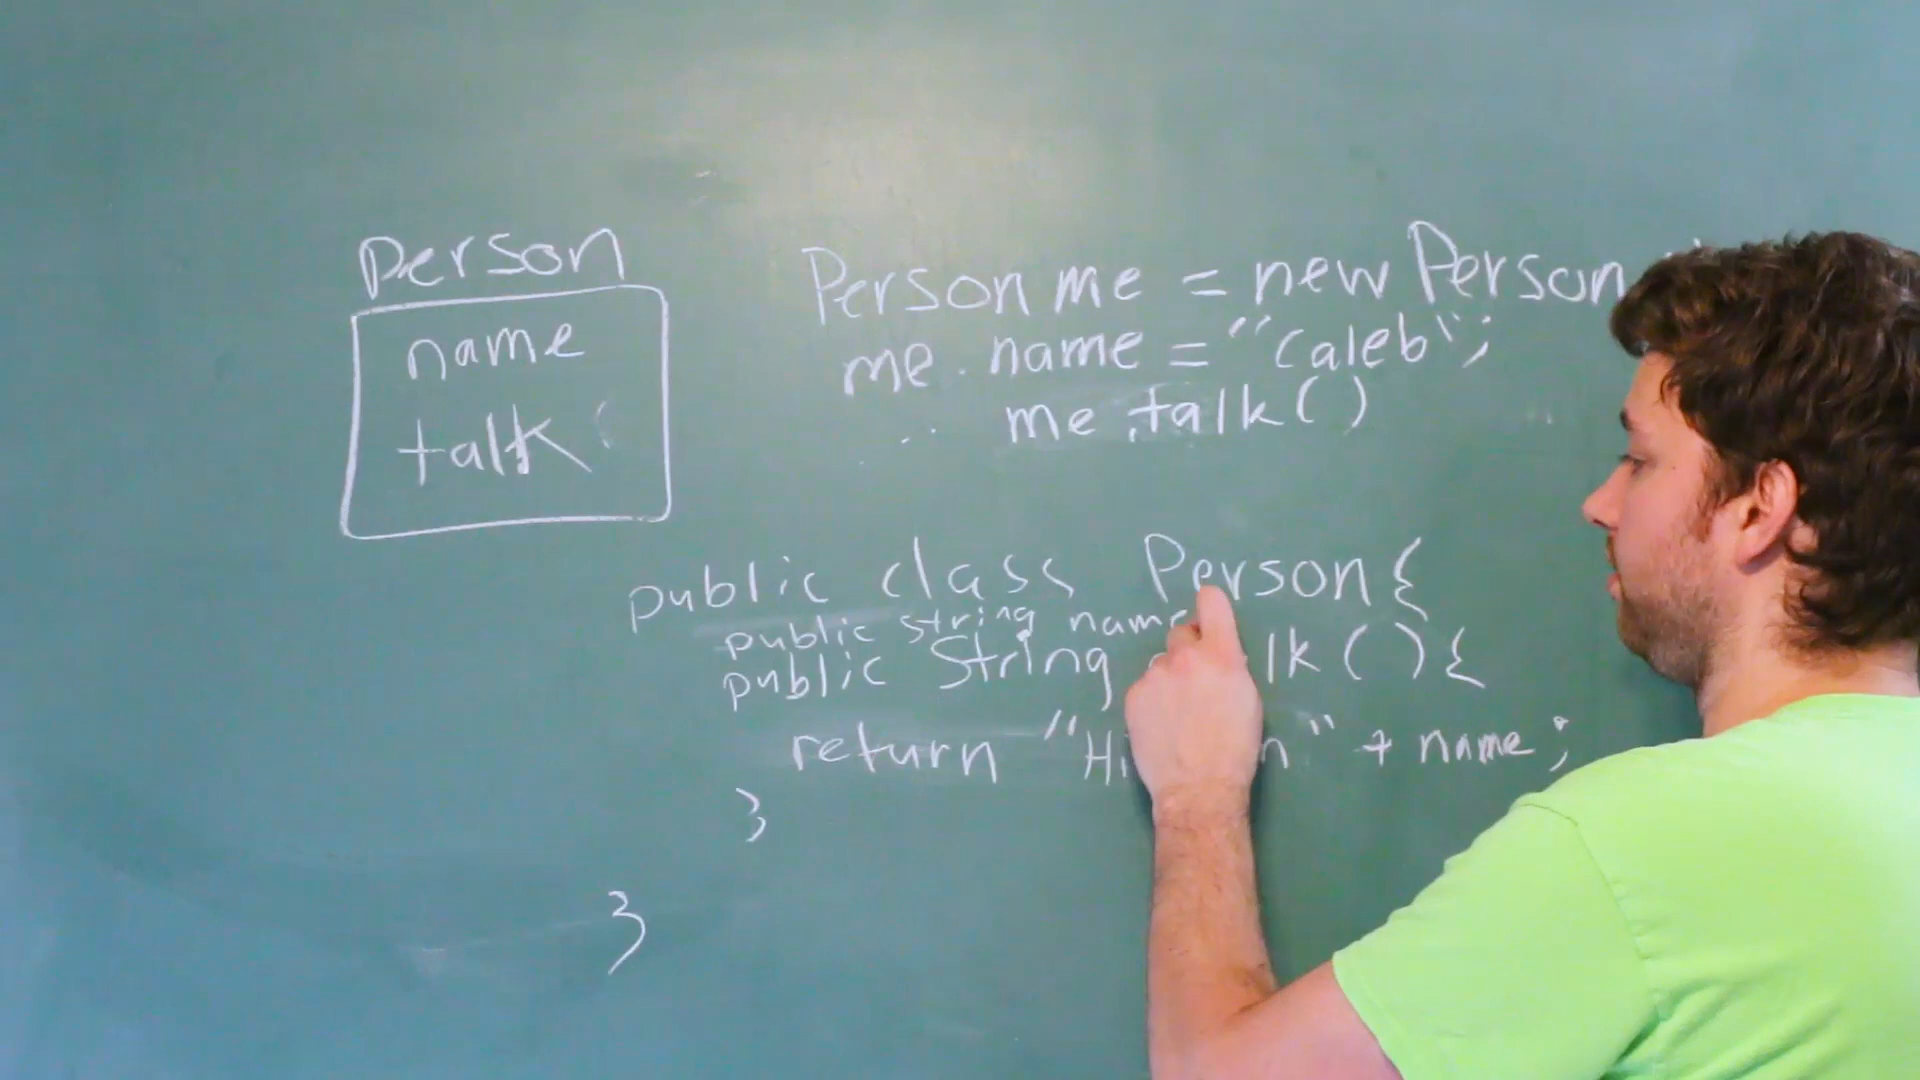 Person
name
talk (
Person me = new Person
me.name = "Caleb";
me.talk()
public class Person{
public string name
public String lk(){
return "Hi n" + name;
}
}